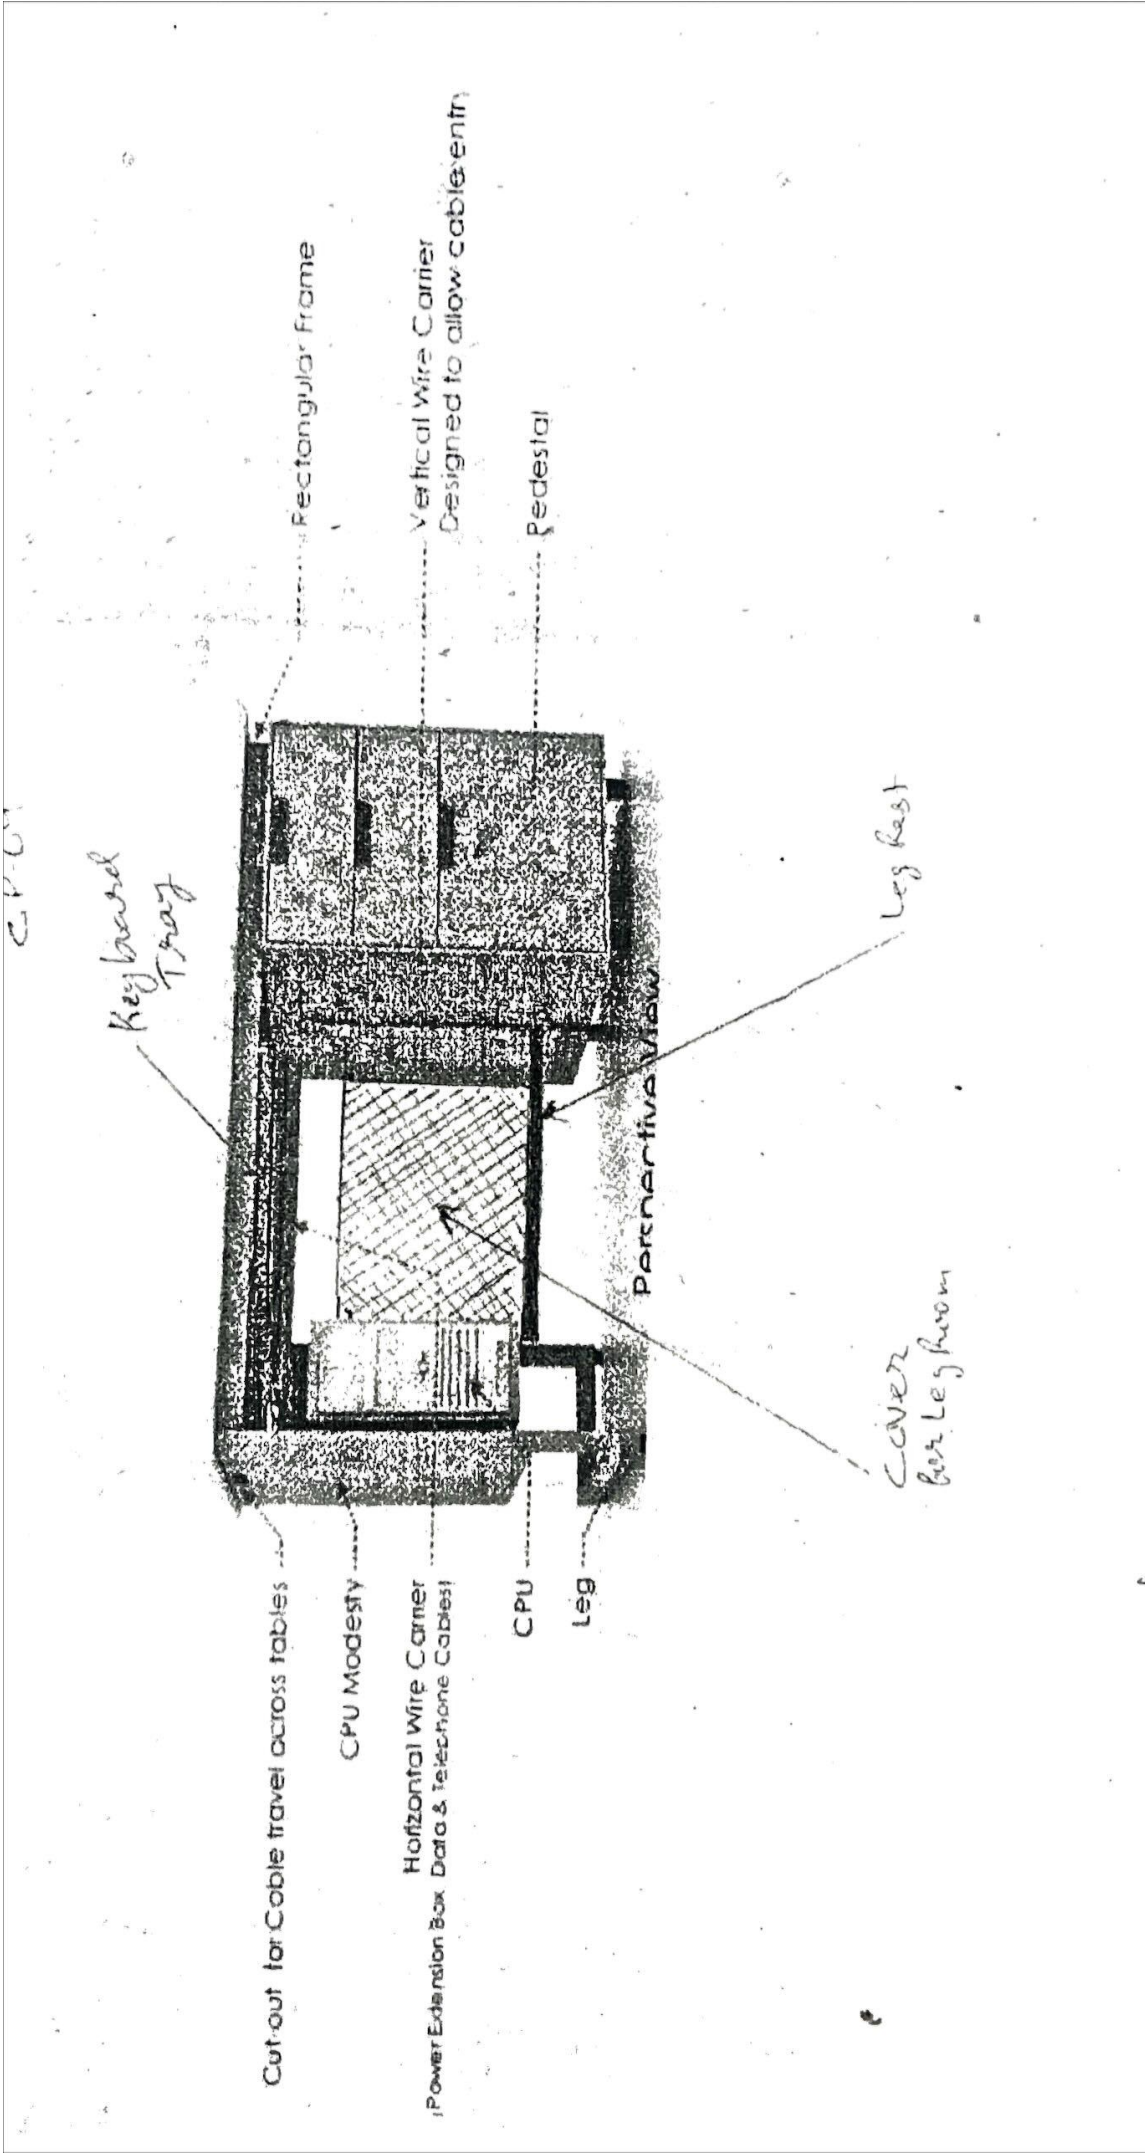 Keyboard
Tray
Rectangular Frame
Vertical Wire Carrier
Designed to allow cable entry
Pedestal
Cut-out for Cable travel across tables
CPU Modesty
Horizontal Wire Carrier
(Power Extension Box, Data & Telephone Cables)
CPU
Leg
Perspective View
Leg Rest
Cover
for Leg Room